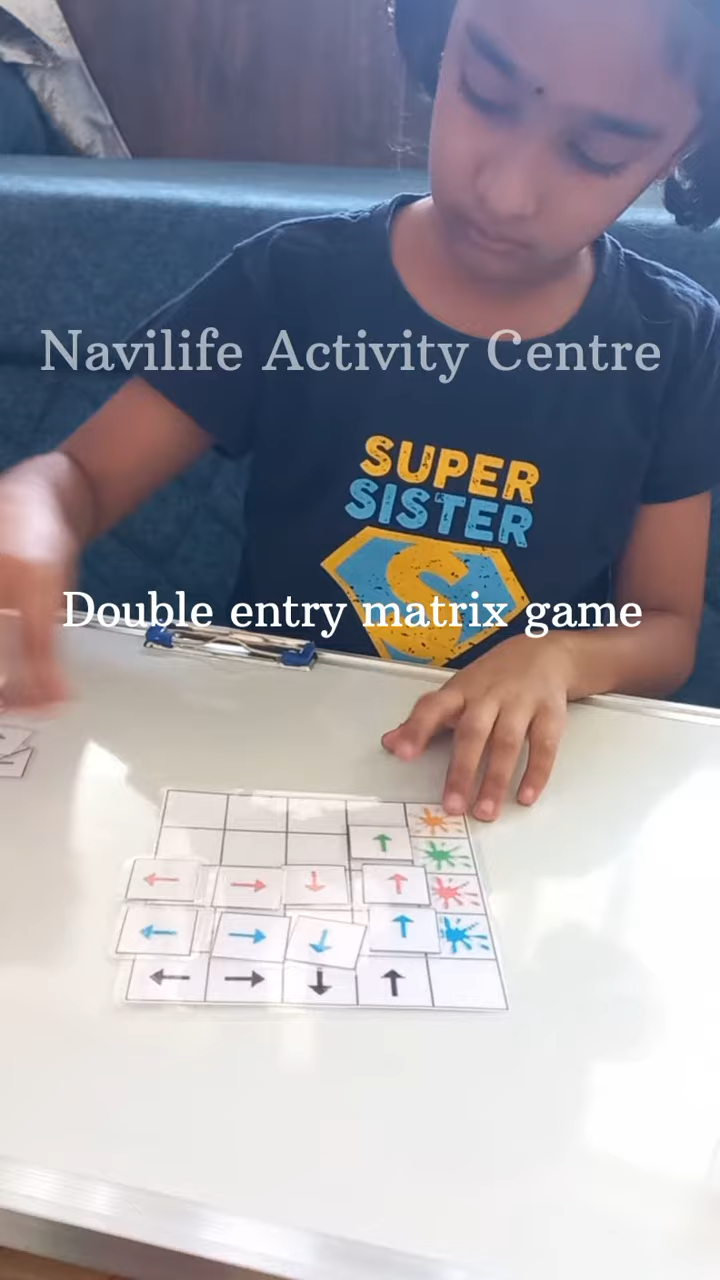 Navilife Activity Centre
SUPER
SISTER
S
Double entry matrix game